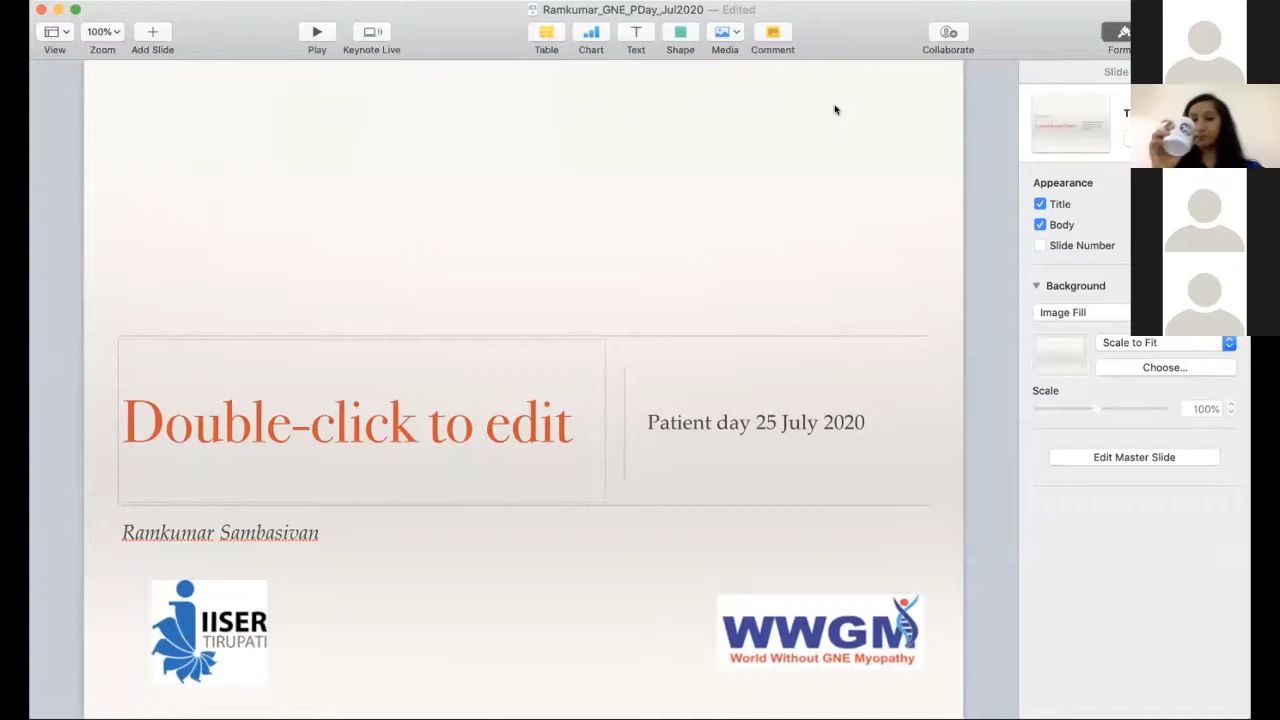 Ramkumar_GNE_PDay_Jul2020 — Edited
View
100%
Zoom
Add Slide
Play
Keynote Live
Table
Chart
Text
Shape
Media
Comment
Collaborate
Form
Slide
T
Appearance
Title
Body
Slide Number
Background
Image Fill
Scale to Fit
Choose...
Scale
100%
Edit Master Slide
Double-click to edit
Patient day 25 July 2020
Ramkumar Sambasivan
IISER
TIRUPATI
WWGM
World Without GNE Myopathy